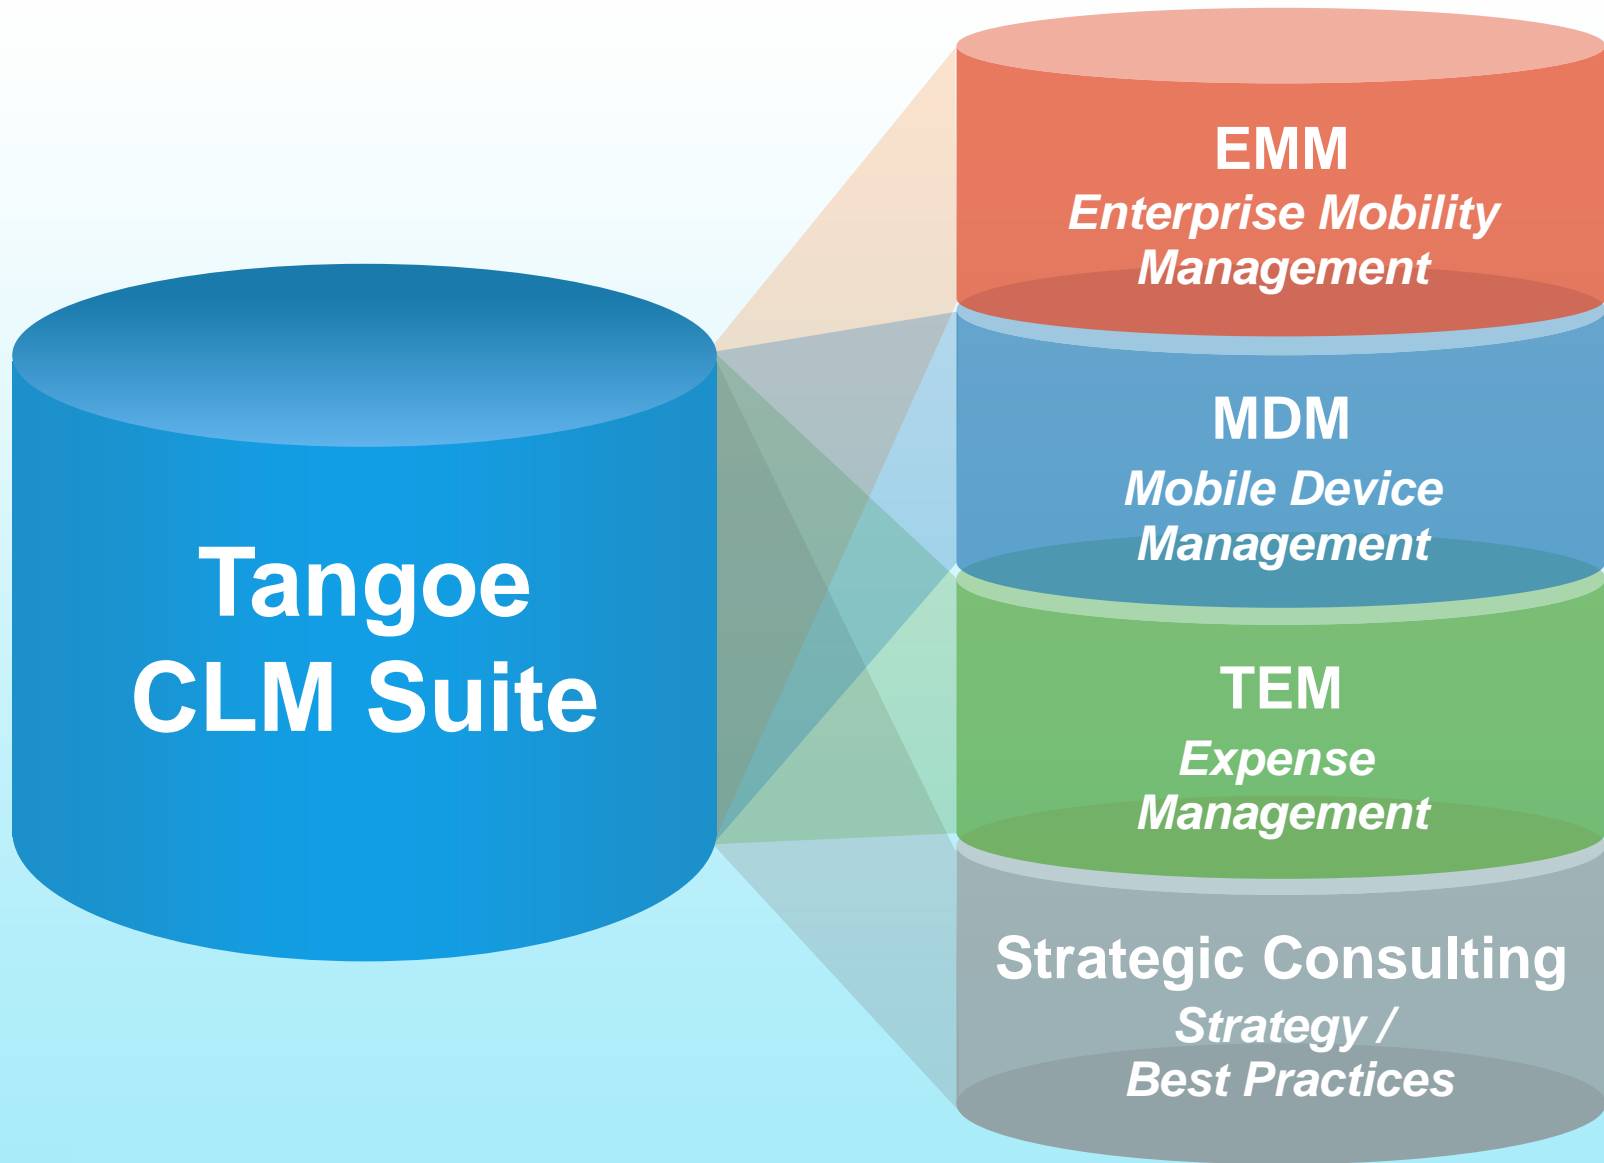 Tangoe
CLM Suite
EMM
Enterprise Mobility
Management
MDM
Mobile Device
Management
TEM
Expense
Management
Strategic Consulting
Strategy /
Best Practices